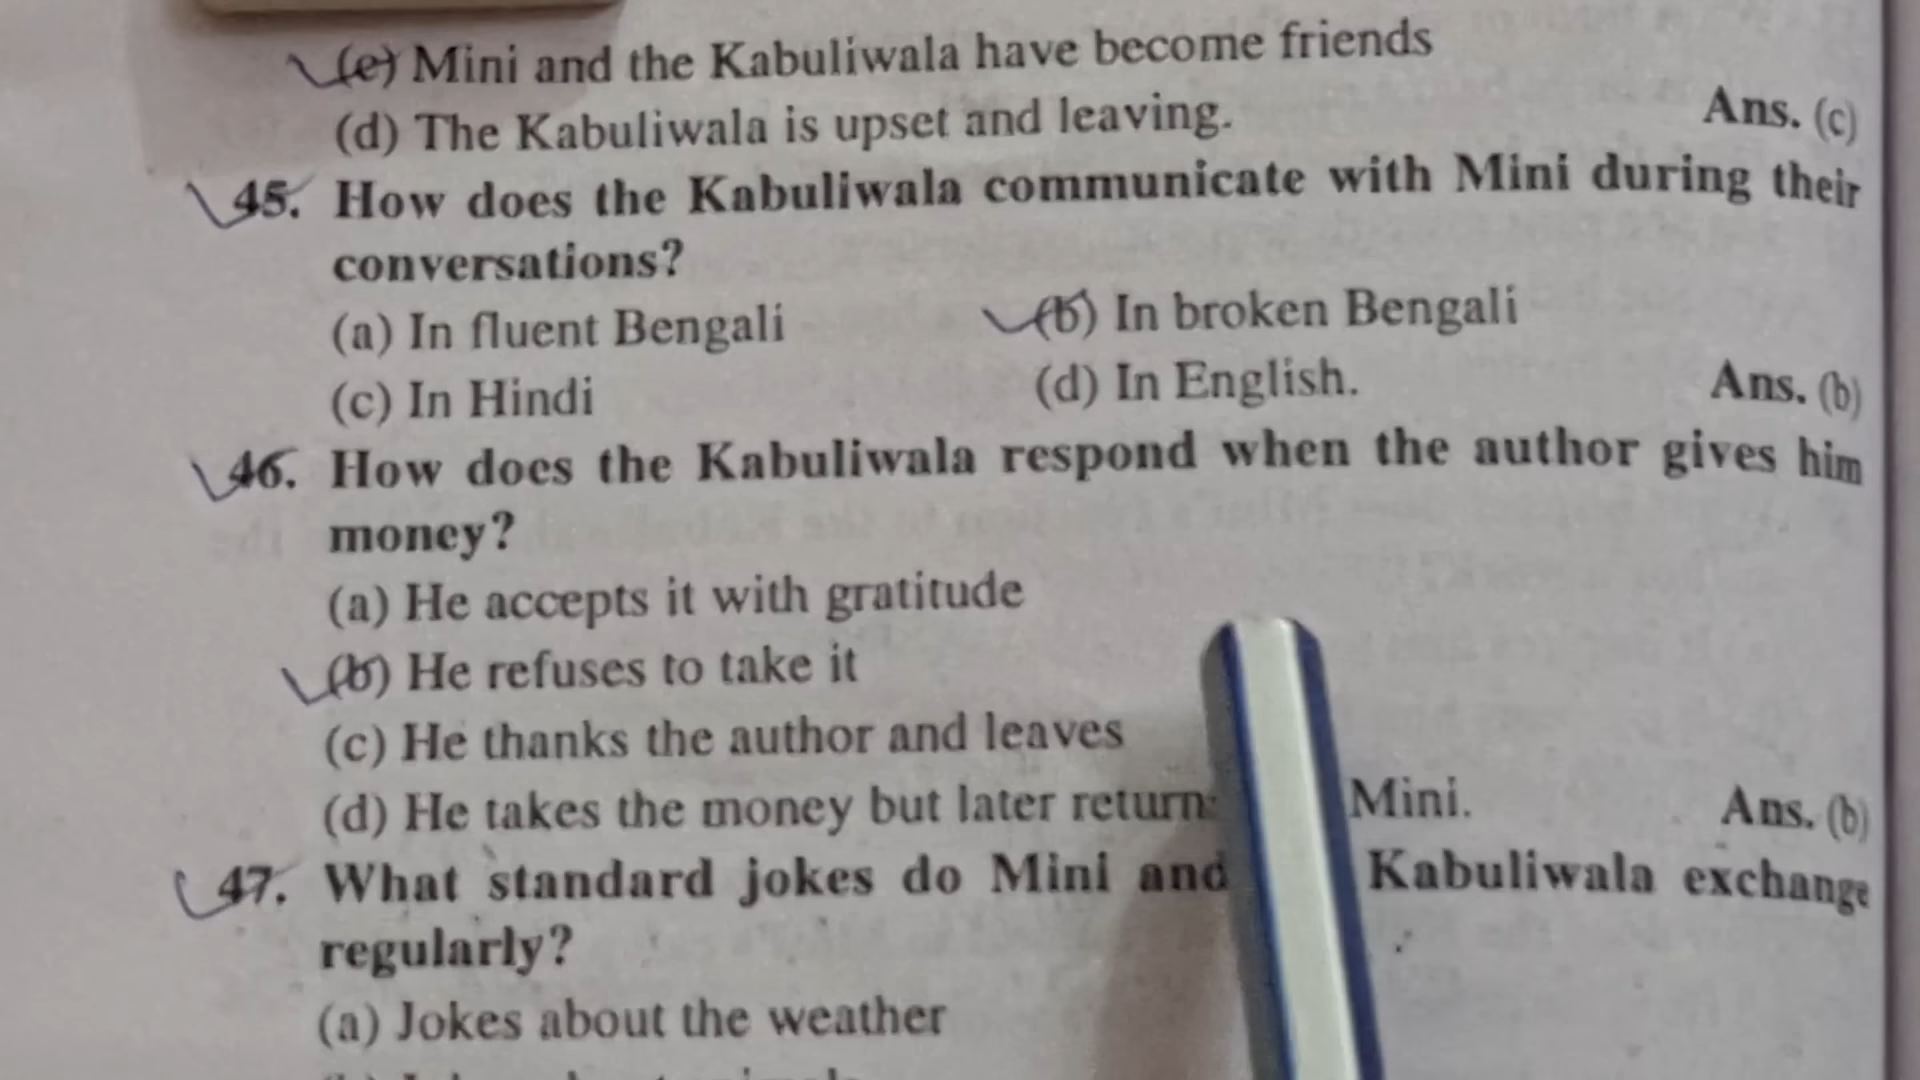 (c) Mini and the Kabuliwala have become friends
(d) The Kabuliwala is upset and leaving. Ans. (c)
45. How does the Kabuliwala communicate with Mini during their
conversations?
(a) In fluent Bengali (b) In broken Bengali
(c) In Hindi (d) In English. Ans. (b)
46. How does the Kabuliwala respond when the author gives him
money?
(a) He accepts it with gratitude
(b) He refuses to take it
(c) He thanks the author and leaves
(d) He takes the money but later return Mini. Ans. (b)
47. What standard jokes do Mini and Kabuliwala exchange
regularly?
(a) Jokes about the weather